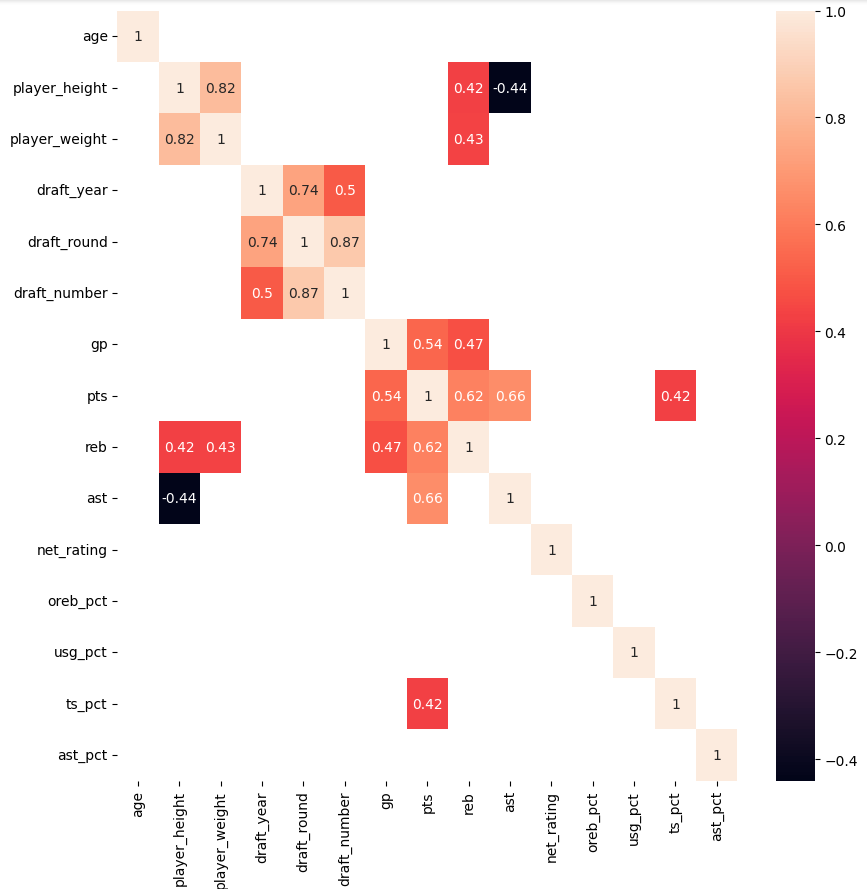 age 1
player_height 1 0.82 0.42 -0.44
player_weight 0.82 1 0.43
draft_year 1 0.74 0.5
draft_round 0.74 1 0.87
draft_number 0.5 0.87 1
gp 1 0.54 0.47
pts 0.54 1 0.62 0.66 0.42
reb 0.42 0.43 0.47 0.62 1
ast -0.44 0.66 1
net_rating 1
oreb_pct 1
usg_pct 1
ts_pct 0.42 1
ast_pct 1
age
player_height
player_weight
draft_year
draft_round
draft_number
gp
pts
reb
ast
net_rating
oreb_pct
usg_pct
ts_pct
ast_pct
1.0
0.8
0.6
0.4
0.2
0.0
−0.2
−0.4